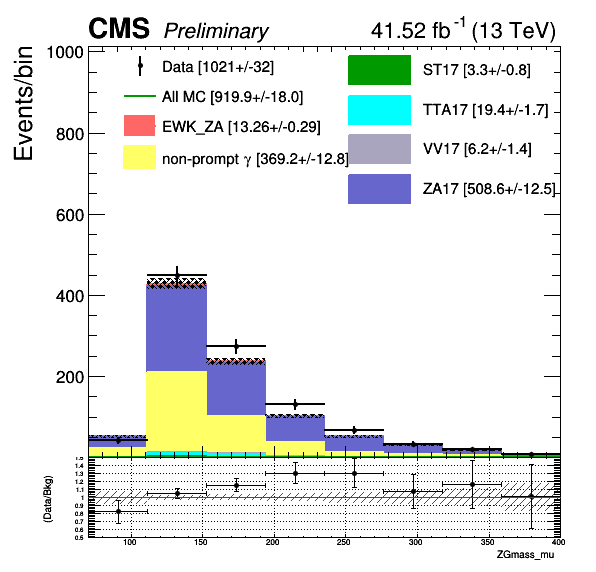 CMS Preliminary 41.52 fb⁻¹ (13 TeV)
Events/bin
1000
800
600
400
200
Data [1021+/-32]
All MC [919.9+/-18.0]
EWK_ZA [13.26+/-0.29]
non-prompt γ [369.2+/-12.8]
ST17 [3.3+/-0.8]
TTA17 [19.4+/-1.7]
VV17 [6.2+/-1.4]
ZA17 [508.6+/-12.5]
(Data/Bkg)
1.5
1.4
1.3
1.2
1.1
1
0.9
0.8
0.7
0.6
0.5
100 150 200 250 300 350 400
ZGmass_mu